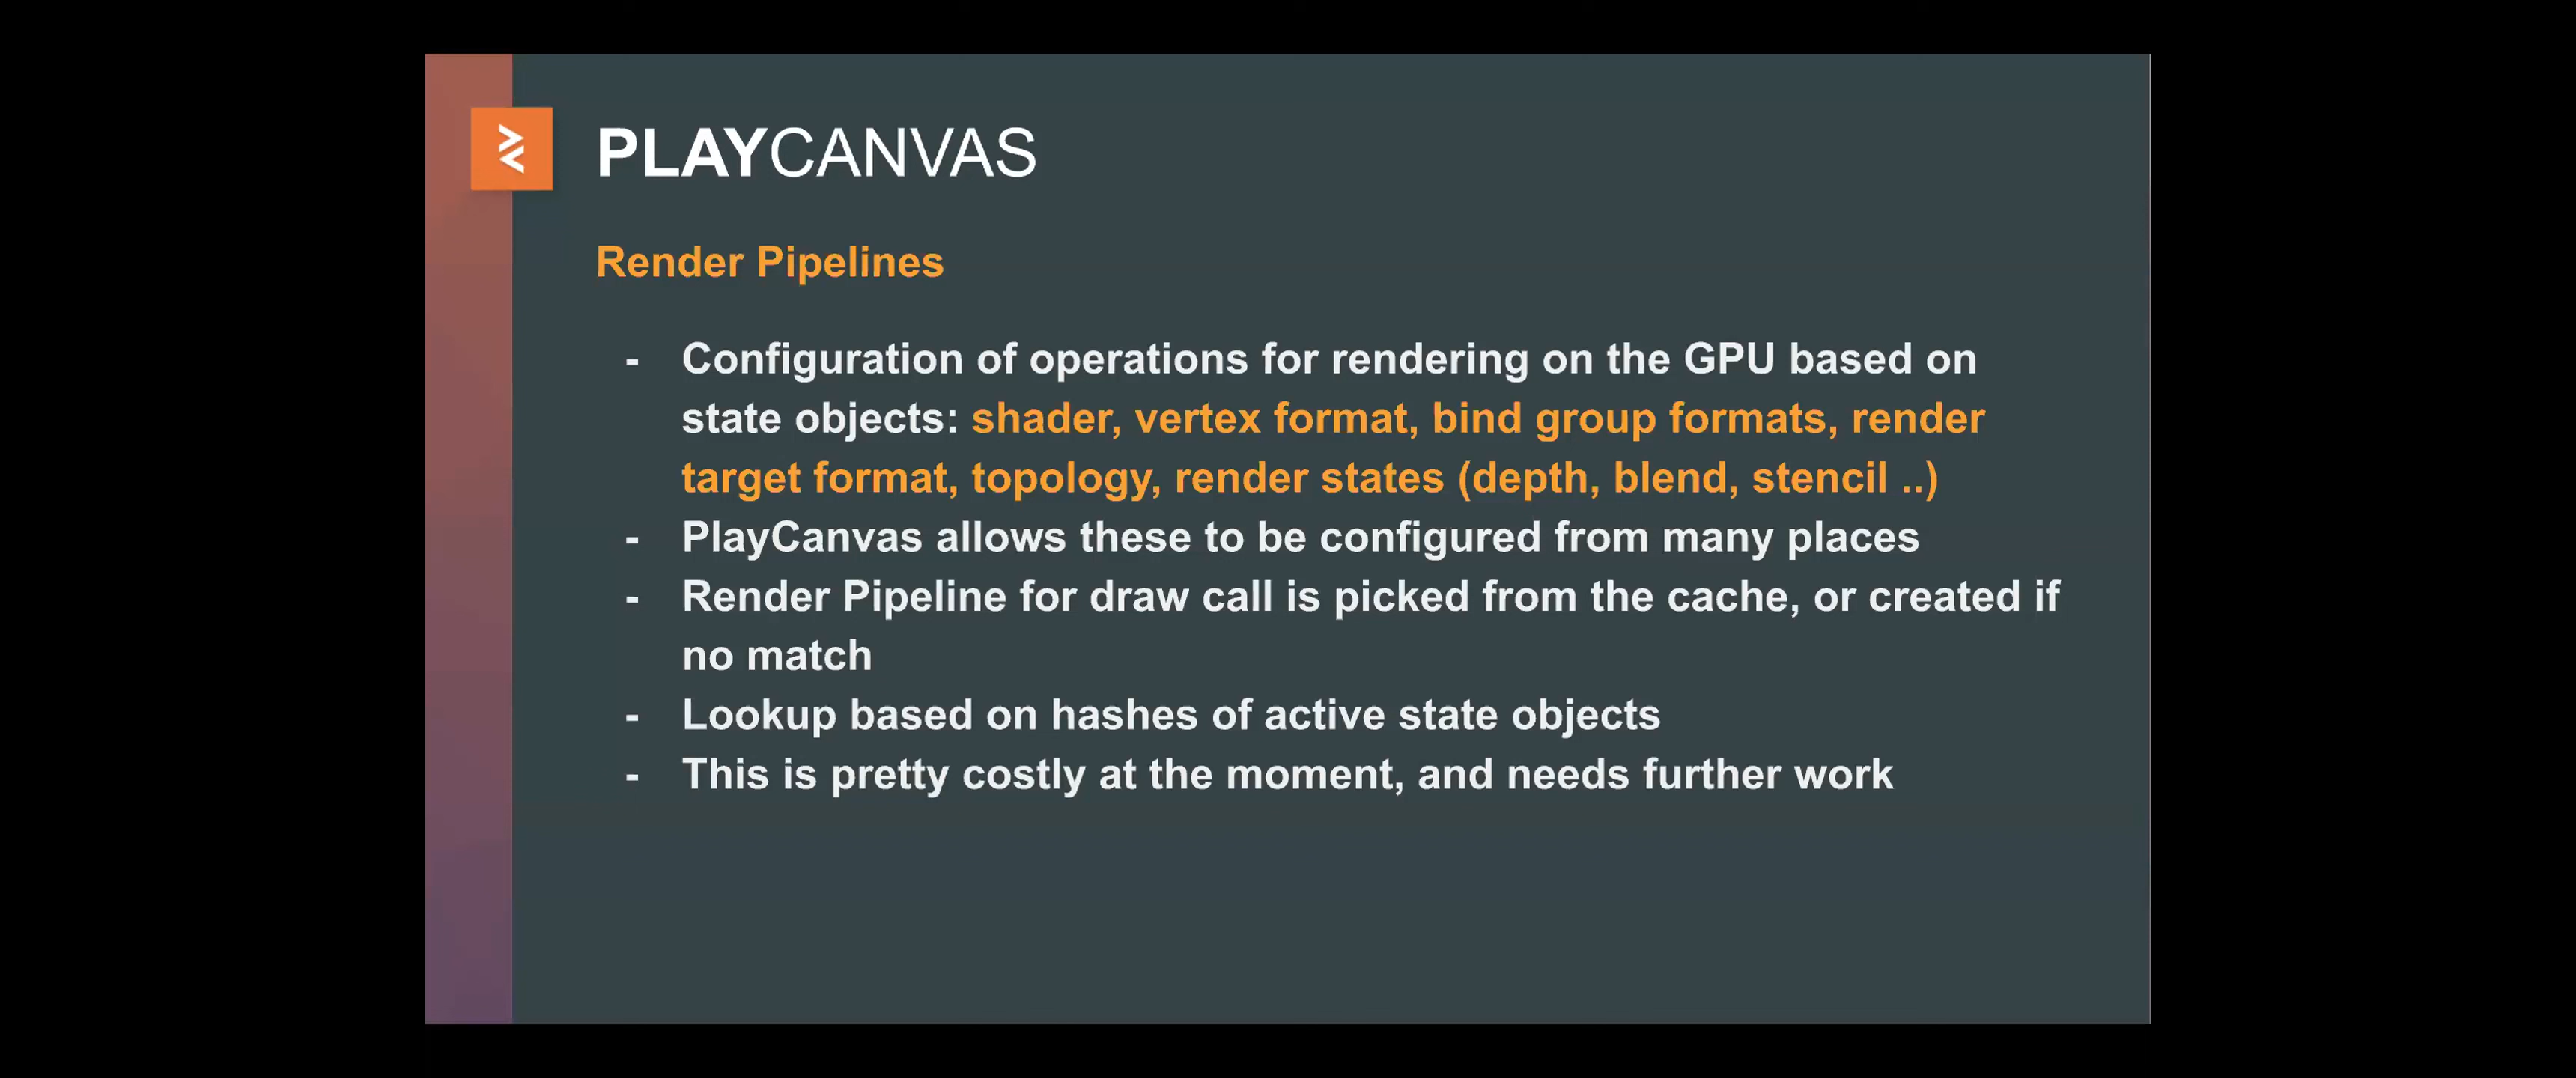 PLAYCANVAS
Render Pipelines
- Configuration of operations for rendering on the GPU based on
state objects: shader, vertex format, bind group formats, render
target format, topology, render states (depth, blend, stencil ..)
- PlayCanvas allows these to be configured from many places
- Render Pipeline for draw call is picked from the cache, or created if
no match
- Lookup based on hashes of active state objects
- This is pretty costly at the moment, and needs further work